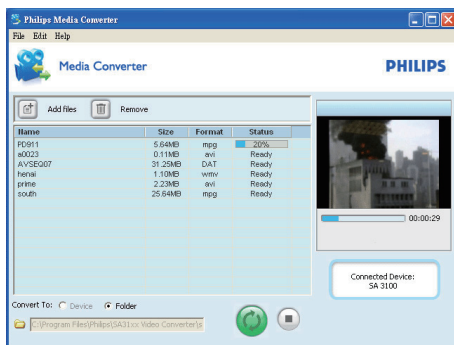 Philips Media Converter
File Edit Help
Media Converter
PHILIPS
Add files Remove
Name Size Format Status
PD911 5.64MB mpg 20%
a0023 0.11MB avi Ready
AVSEQ07 31.25MB DAT Ready
henai 1.10MB wmv Ready
prime 2.23MB avi Ready
south 25.64MB mpg Ready
00:00:29
Connected Device:
SA 3100
Convert To: Device Folder
C:\Program Files\Philips\SA31xx Video Converter\s